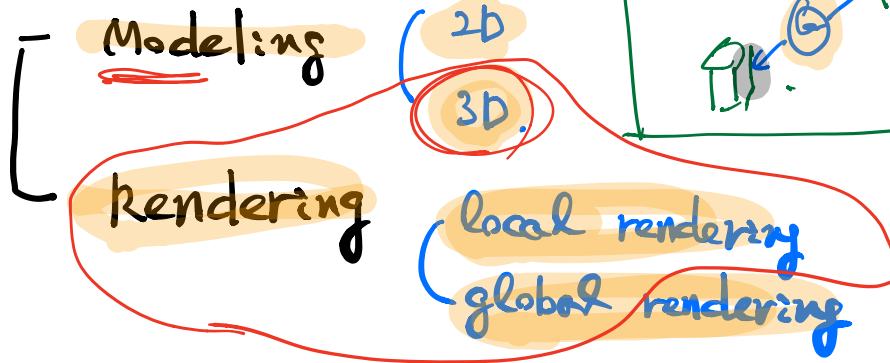 Modeling
2D
3D.
G
Rendering
local rendering
global rendering